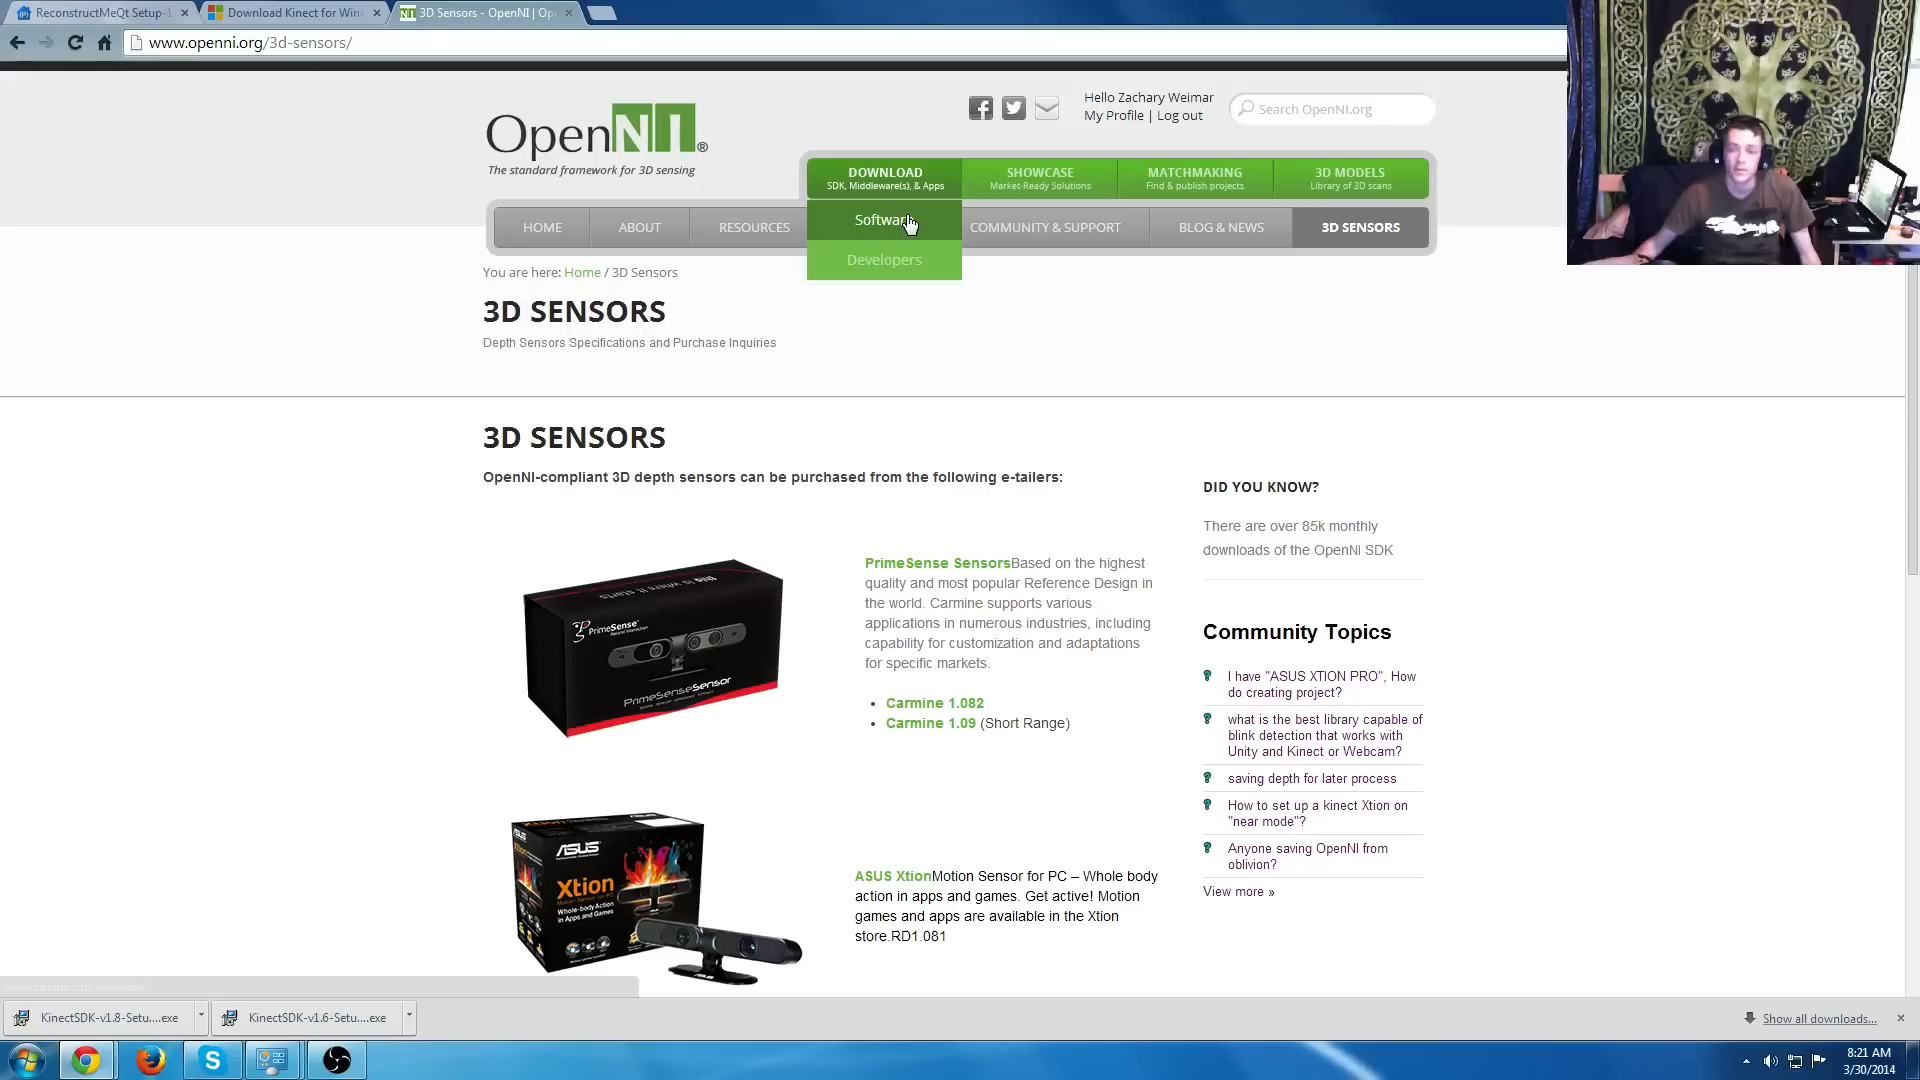 ReconstructMeQt Setup-1
Download Kinect for Win
3D Sensors - OpenNI | Op
www.openni.org/3d-sensors/
OpenNI®
The standard framework for 3D sensing
Hello Zachary Weimar
My Profile | Log out
Search OpenNI.org
DOWNLOAD
SDK, Middleware(s), & Apps
SHOWCASE
Market-Ready Solutions
MATCHMAKING
Find & publish projects
3D MODELS
Library of 3D scans
HOME
ABOUT
RESOURCES
Software
Developers
COMMUNITY & SUPPORT
BLOG & NEWS
3D SENSORS
You are here: Home / 3D Sensors
3D SENSORS
Depth Sensors Specifications and Purchase Inquiries
3D SENSORS
OpenNI-compliant 3D depth sensors can be purchased from the following e-tailers:
this is where it starts
PrimeSense
Natural Interaction
PrimeSenseSensor
PrimeSense SensorsBased on the highest
quality and most popular Reference Design in
the world. Carmine supports various
applications in numerous industries, including
capability for customization and adaptations
for specific markets.
• Carmine 1.082
• Carmine 1.09 (Short Range)
ASUS
Xtion
Motion Sensor for PC
Whole-body Action
in Apps and Games
ASUS XtionMotion Sensor for PC – Whole body
action in apps and games. Get active! Motion
games and apps are available in the Xtion
store.RD1.081
DID YOU KNOW?
There are over 85k monthly
downloads of the OpenNI SDK
Community Topics
I have "ASUS XTION PRO", How
do creating project?
what is the best library capable of
blink detection that works with
Unity and Kinect or Webcam?
saving depth for later process
How to set up a kinect Xtion on
"near mode"?
Anyone saving OpenNI from
oblivion?
View more »
www.openni.org/software/
KinectSDK-v1.8-Setu....exe
KinectSDK-v1.6-Setu....exe
Show all downloads...
8:21 AM
3/30/2014